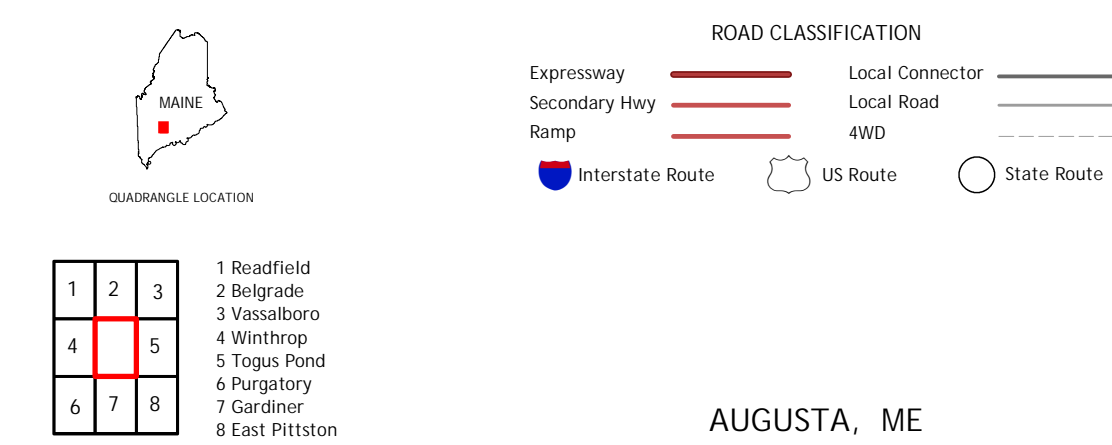 MAINE
QUADRANGLE LOCATION
ROAD CLASSIFICATION
Expressway
Secondary Hwy
Ramp
Local Connector
Local Road
4WD
Interstate Route
US Route
State Route
1 2 3
4 5
6 7 8
1 Readfield
2 Belgrade
3 Vassalboro
4 Winthrop
5 Togus Pond
6 Purgatory
7 Gardiner
8 East Pittston
AUGUSTA, ME